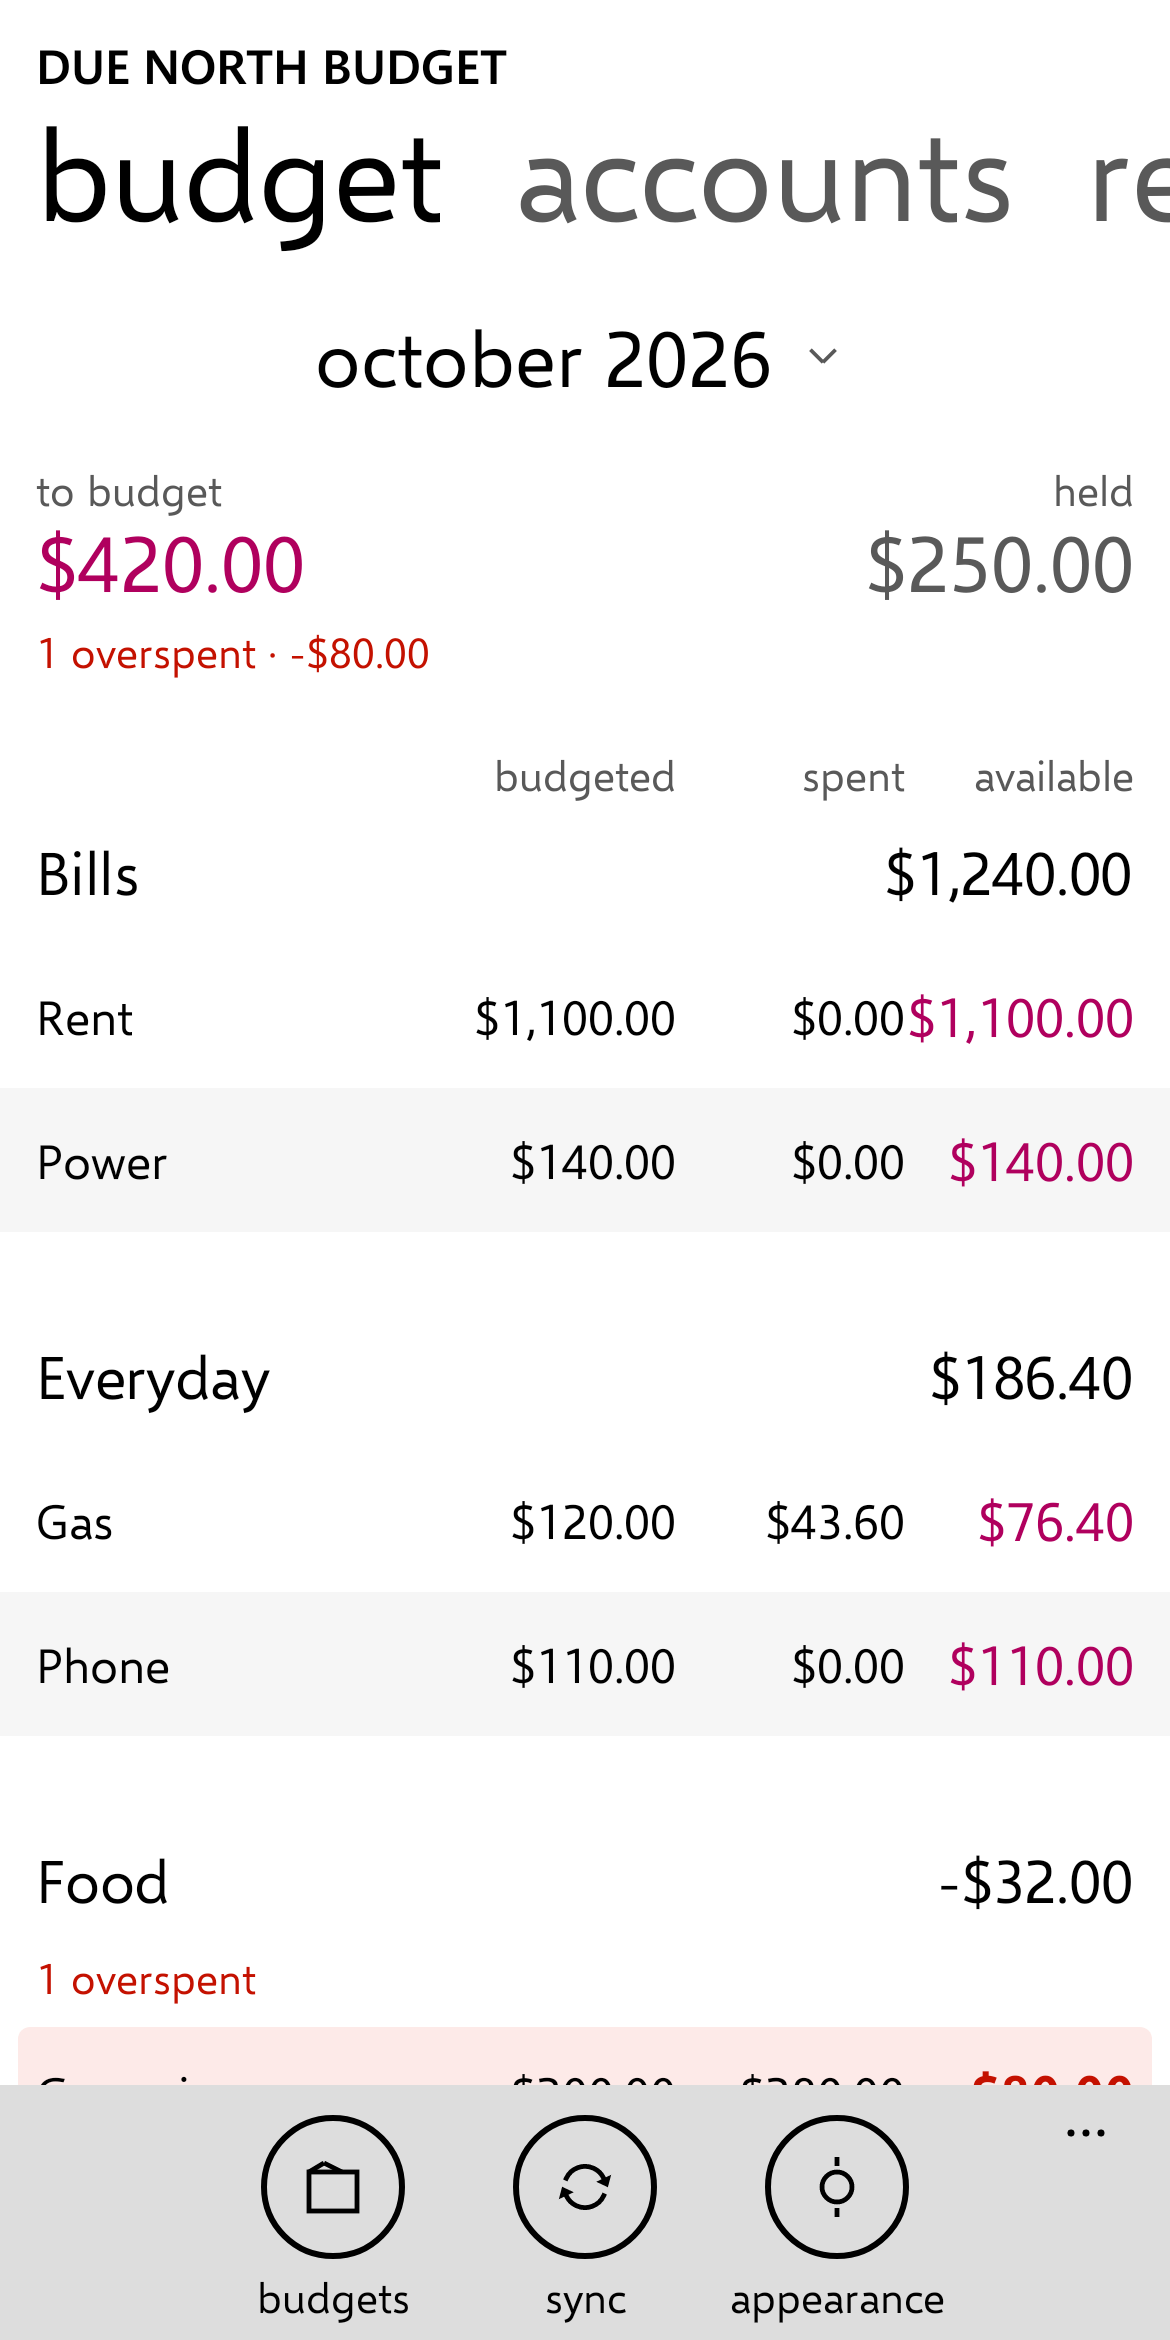 DUE NORTH BUDGET
budget accounts re
october 2026
to budget held
$420.00 $250.00
1 overspent · -$80.00
budgeted spent available
Bills $1,240.00
Rent $1,100.00 $0.00 $1,100.00
Power $140.00 $0.00 $140.00
Everyday $186.40
Gas $120.00 $43.60 $76.40
Phone $110.00 $0.00 $110.00
Food -$32.00
1 overspent
...
budgets sync appearance